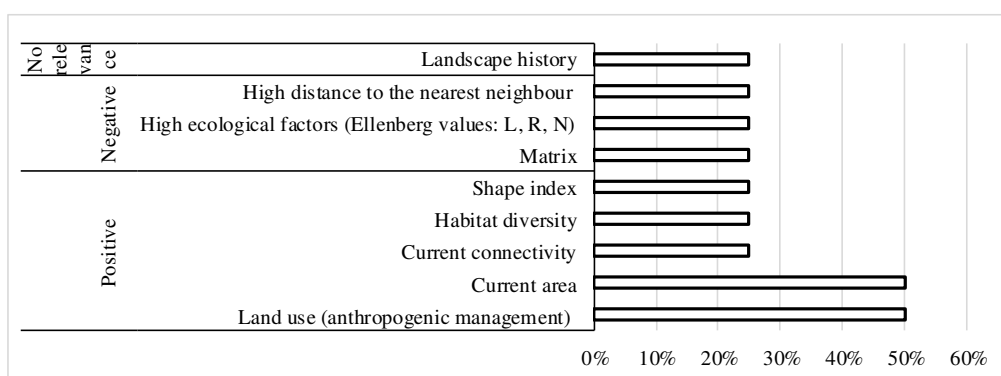 No
rele
van
ce
Landscape history
Negative
High distance to the nearest neighbour
High ecological factors (Ellenberg values: L, R, N)
Matrix
Positive
Shape index
Habitat diversity
Current connectivity
Current area
Land use (anthropogenic management)
0% 10% 20% 30% 40% 50% 60%